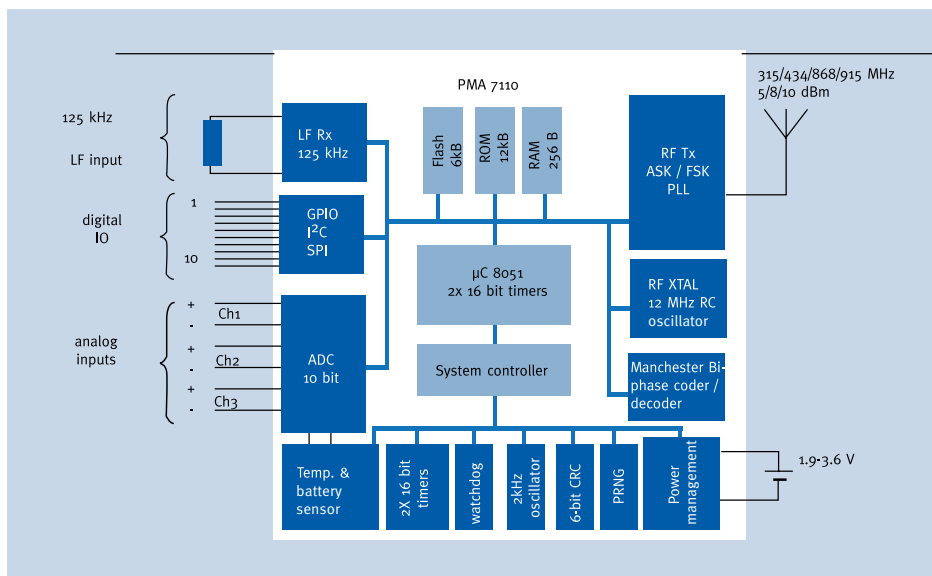 PMA 7110
315/434/868/915 MHz
5/8/10 dBm
125 kHz
LF input
LF Rx
125 kHz
Flash
6kB
ROM
12kB
RAM
256 B
RF Tx
ASK / FSK
PLL
digital
IO
1
10
GPIO
I²C
SPI
µC 8051
2X 16 bit timers
RF XTAL
12 MHz RC
oscillator
analog
inputs
+
-
Ch1
+
-
Ch2
+
-
Ch3
ADC
10 bit
System controller
Manchester Bi-
phase coder /
decoder
Temp. &
battery
sensor
2X 16 bit
timers
watchdog
2kHz
oscillator
6-bit CRC
PRNG
Power
management
1.9-3.6 V